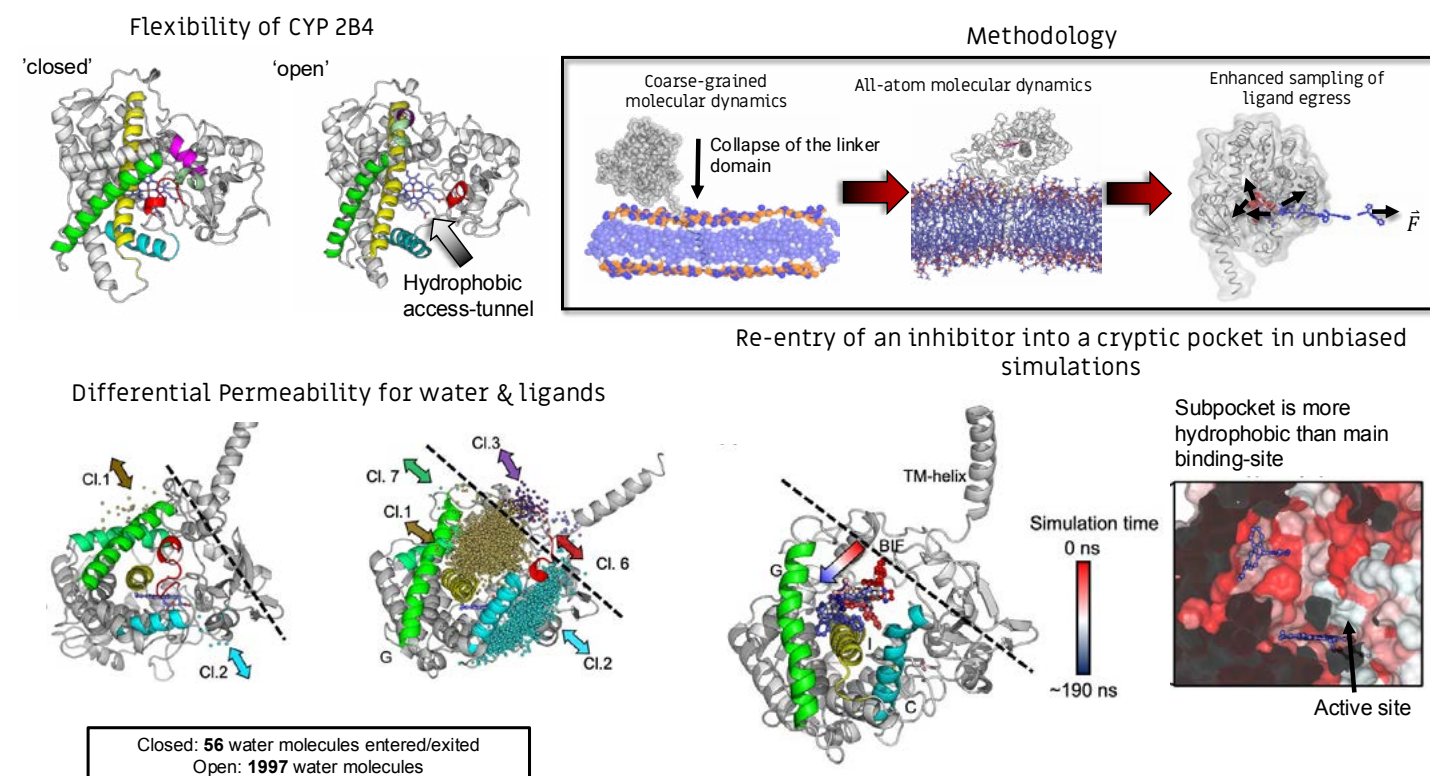 Flexibility of CYP 2B4
'closed'
'open'
Hydrophobic
access-tunnel
Methodology
Coarse-grained
molecular dynamics
Collapse of the linker
domain
All-atom molecular dynamics
Enhanced sampling of
ligand egress
F
Differential Permeability for water & ligands
Cl.1
Cl.2
Cl.3
Cl. 7
Cl.1
Cl. 6
Cl.2
G
Closed: 56 water molecules entered/exited
Open: 1997 water molecules
Re-entry of an inhibitor into a cryptic pocket in unbiased
simulations
TM-helix
BIF
G
I
C
Simulation time
0 ns
~190 ns
Subpocket is more
hydrophobic than main
binding-site
Active site